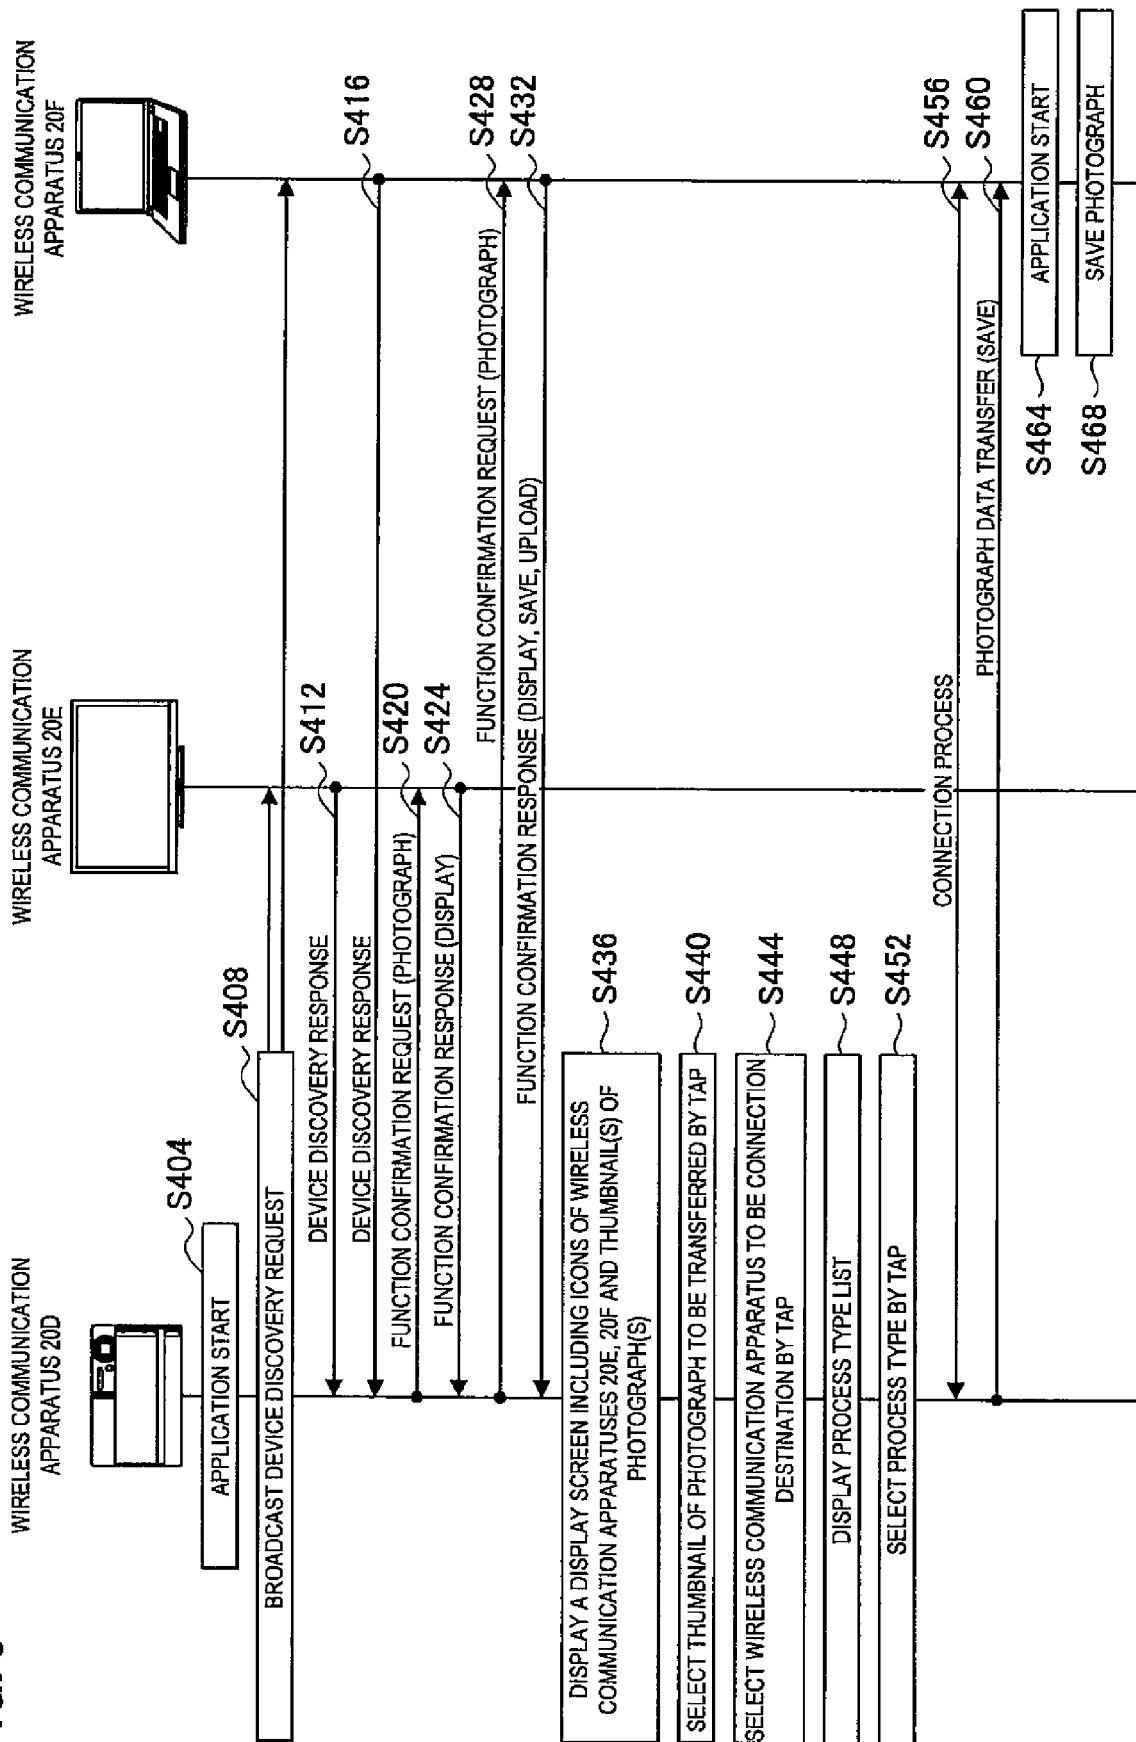 WIRELESS COMMUNICATION
APPARATUS 20D
WIRELESS COMMUNICATION
APPARATUS 20E
WIRELESS COMMUNICATION
APPARATUS 20F
APPLICATION START
S404
BROADCAST DEVICE DISCOVERY REQUEST
S408
DEVICE DISCOVERY RESPONSE
S412
DEVICE DISCOVERY RESPONSE
S416
FUNCTION CONFIRMATION REQUEST (PHOTOGRAPH)
S420
FUNCTION CONFIRMATION RESPONSE (DISPLAY)
S424
FUNCTION CONFIRMATION REQUEST (PHOTOGRAPH)
S428
FUNCTION CONFIRMATION RESPONSE (DISPLAY, SAVE, UPLOAD)
S432
DISPLAY A DISPLAY SCREEN INCLUDING ICONS OF WIRELESS
COMMUNICATION APPARATUSES 20E, 20F AND THUMBNAIL(S) OF
PHOTOGRAPH(S)
S436
SELECT THUMBNAIL OF PHOTOGRAPH TO BE TRANSFERRED BY TAP
S440
SELECT WIRELESS COMMUNICATION APPARATUS TO BE CONNECTION
DESTINATION BY TAP
S444
DISPLAY PROCESS TYPE LIST
S448
SELECT PROCESS TYPE BY TAP
S452
CONNECTION PROCESS
S456
PHOTOGRAPH DATA TRANSFER (SAVE)
S460
S464
APPLICATION START
S468
SAVE PHOTOGRAPH